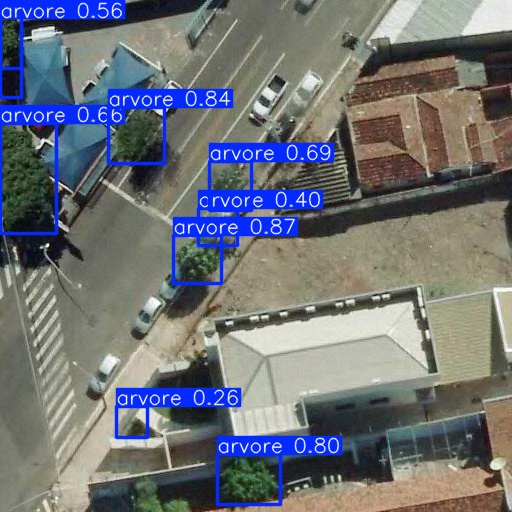 arvore 0.56
arvore 0.84
arvore 0.66
arvore 0.69
arvore 0.40
arvore 0.87
arvore 0.26
arvore 0.80